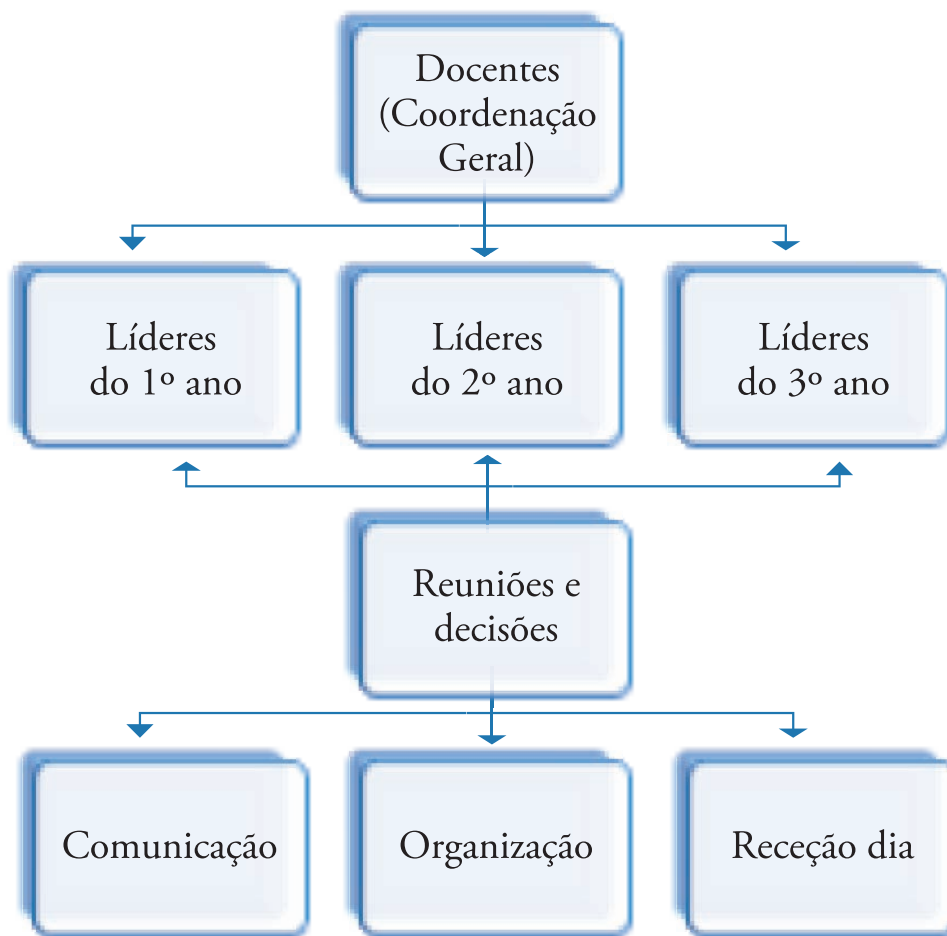 Docentes
(Coordenação
Geral)
Líderes
do 1º ano
Líderes
do 2º ano
Líderes
do 3º ano
Reuniões e
decisões
Comunicação
Organização
Receção dia